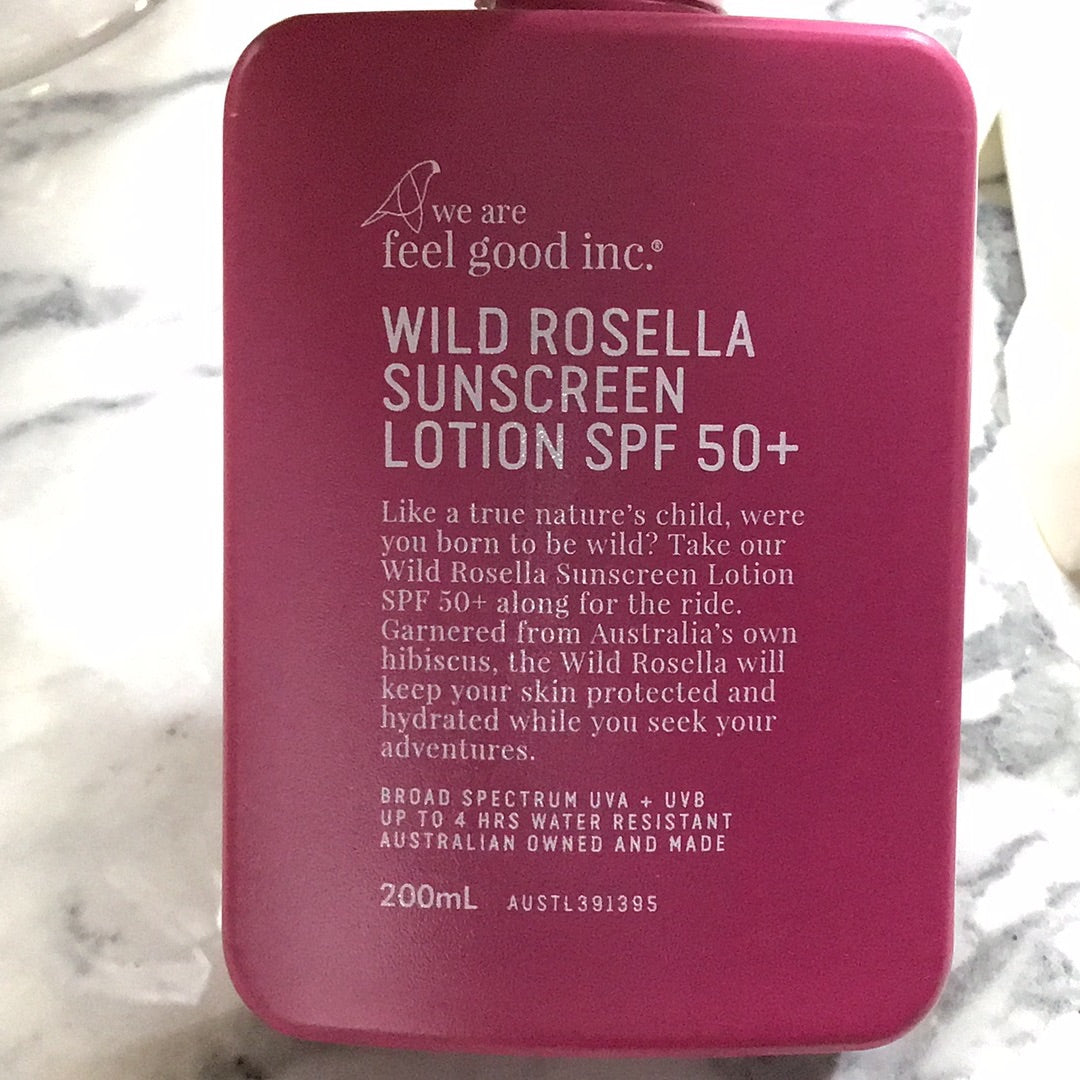 we are
feel good inc.®
WILD ROSELLA
SUNSCREEN
LOTION SPF 50+
Like a true nature's child, were
you born to be wild? Take our
Wild Rosella Sunscreen Lotion
SPF 50+ along for the ride.
Garnered from Australia's own
hibiscus, the Wild Rosella will
keep your skin protected and
hydrated while you seek your
adventures.
BROAD SPECTRUM UVA + UVB
UP TO 4 HRS WATER RESISTANT
AUSTRALIAN OWNED AND MADE
200mL AUSTL391395